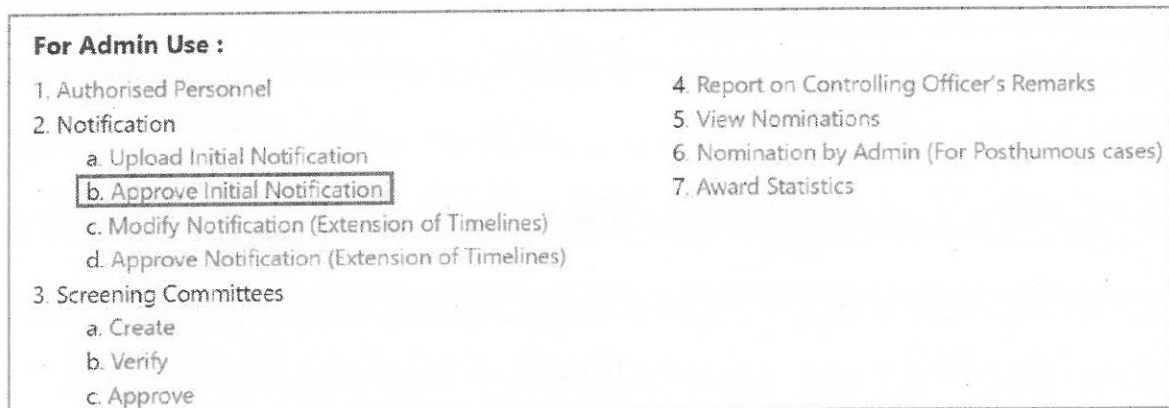 For Admin Use :
1. Authorised Personnel
2. Notification
a. Upload Initial Notification
b. Approve Initial Notification
c. Modify Notification (Extension of Timelines)
d. Approve Notification (Extension of Timelines)
3. Screening Committees
a. Create
b. Verify
c. Approve
4. Report on Controlling Officer's Remarks
5. View Nominations
6. Nomination by Admin (For Posthumous cases)
7. Award Statistics